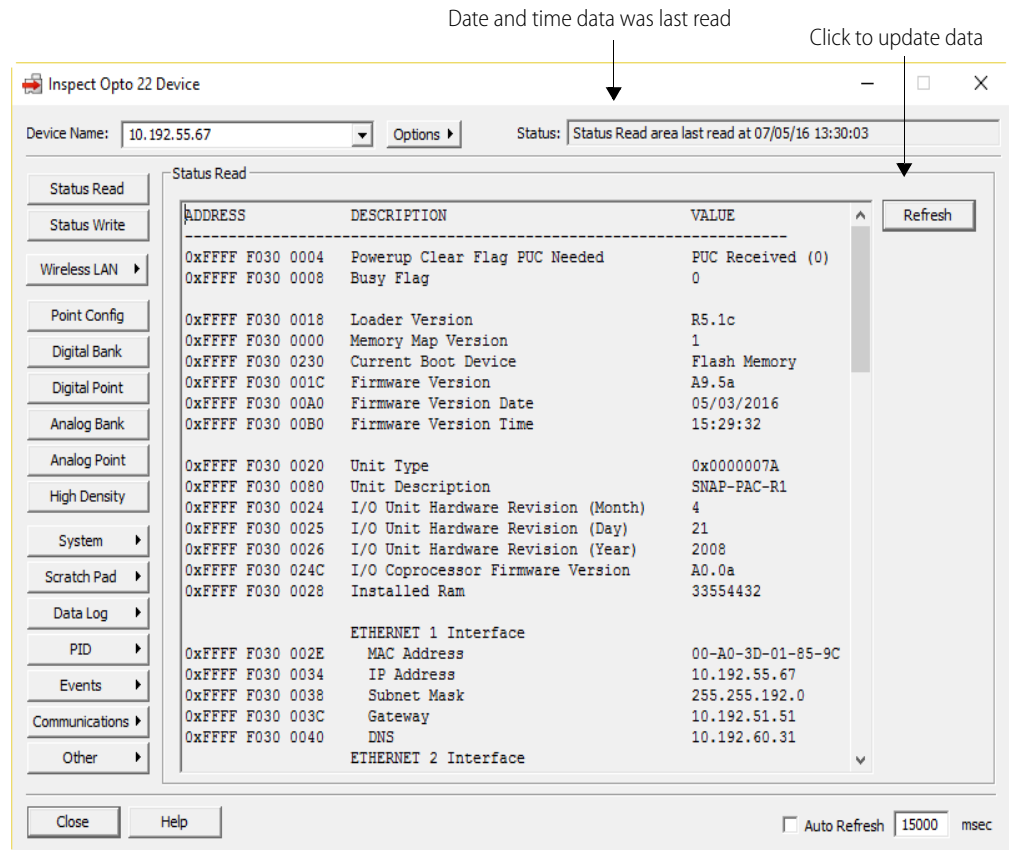 Date and time data was last read
Click to update data
Inspect Opto 22 Device
Device Name: 10.192.55.67 Options Status: Status Read area last read at 07/05/16 13:30:03
Status Read
Status Write
Wireless LAN
Point Config
Digital Bank
Digital Point
Analog Bank
Analog Point
High Density
System
Scratch Pad
Data Log
PID
Events
Communications
Other
Status Read
ADDRESS DESCRIPTION VALUE
--------------------------------------------------------------------
0xFFFF F030 0004 Powerup Clear Flag PUC Needed PUC Received (0)
0xFFFF F030 0008 Busy Flag 0
0xFFFF F030 0018 Loader Version R5.1c
0xFFFF F030 0000 Memory Map Version 1
0xFFFF F030 0230 Current Boot Device Flash Memory
0xFFFF F030 001C Firmware Version A9.5a
0xFFFF F030 00A0 Firmware Version Date 05/03/2016
0xFFFF F030 00B0 Firmware Version Time 15:29:32
0xFFFF F030 0020 Unit Type 0x0000007A
0xFFFF F030 0080 Unit Description SNAP-PAC-R1
0xFFFF F030 0024 I/O Unit Hardware Revision (Month) 4
0xFFFF F030 0025 I/O Unit Hardware Revision (Day) 21
0xFFFF F030 0026 I/O Unit Hardware Revision (Year) 2008
0xFFFF F030 024C I/O Coprocessor Firmware Version A0.0a
0xFFFF F030 0028 Installed Ram 33554432
ETHERNET 1 Interface
0xFFFF F030 002E MAC Address 00-A0-3D-01-85-9C
0xFFFF F030 0034 IP Address 10.192.55.67
0xFFFF F030 0038 Subnet Mask 255.255.192.0
0xFFFF F030 003C Gateway 10.192.51.51
0xFFFF F030 0040 DNS 10.192.60.31
ETHERNET 2 Interface
Refresh
Close Help Auto Refresh 15000 msec